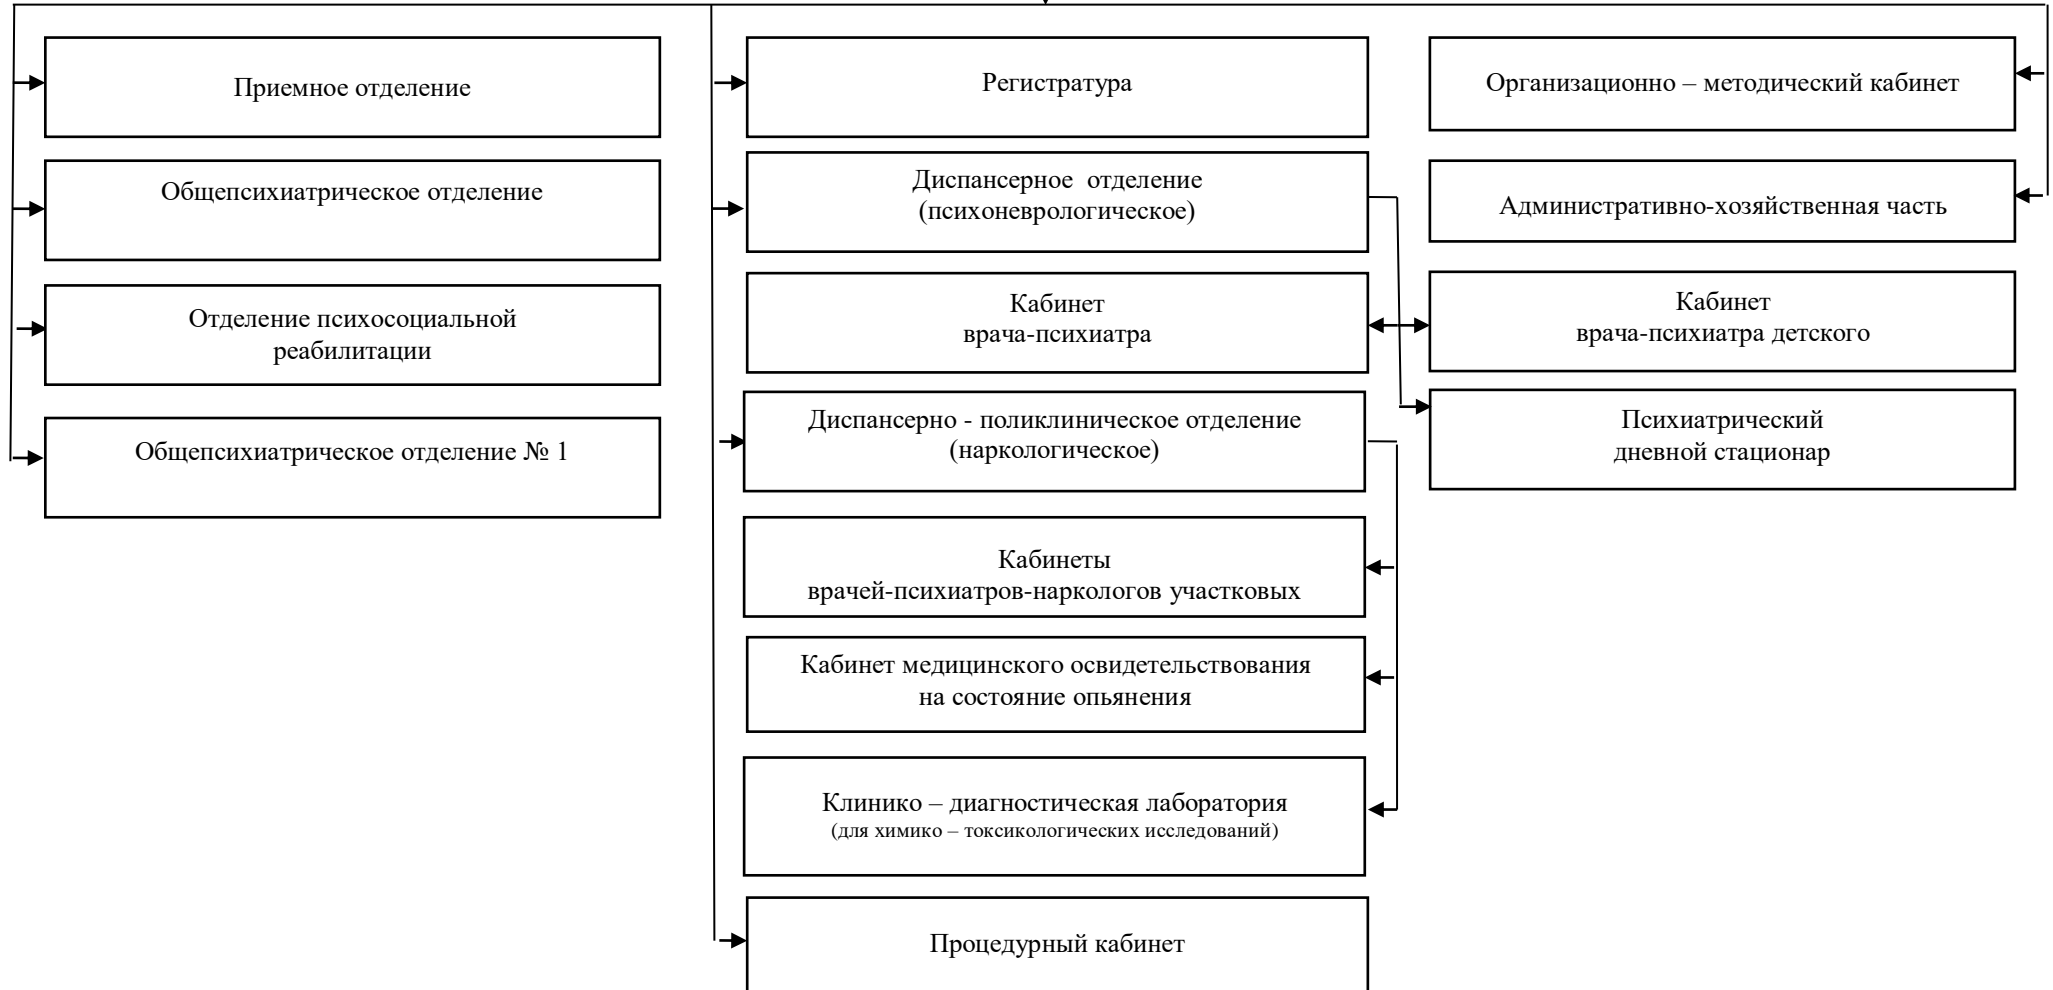 Приемное отделение
Общепсихиатрическое отделение
Отделение психосоциальной
реабилитации
Общепсихиатрическое отделение № 1
Регистратура
Диспансерное отделение
(психоневрологическое)
Кабинет
врача-психиатра
Диспансерно - поликлиническое отделение
(наркологическое)
Кабинеты
врачей-психиатров-наркологов участковых
Кабинет медицинского освидетельствования
на состояние опьянения
Клинико – диагностическая лаборатория
(для химико – токсикологических исследований)
Процедурный кабинет
Организационно – методический кабинет
Административно-хозяйственная часть
Кабинет
врача-психиатра детского
Психиатрический
дневной стационар